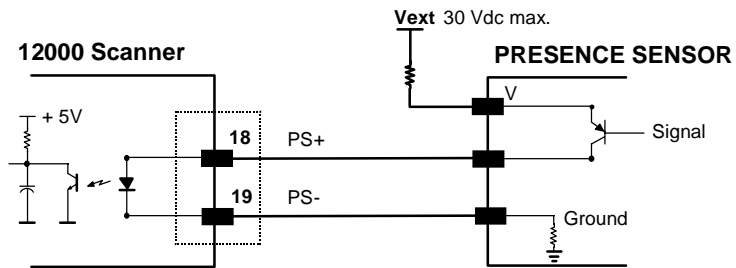 Vext 30 Vdc max.
12000 Scanner
PRESENCE SENSOR
V
+ 5V
18 PS+
Signal
19 PS-
Ground